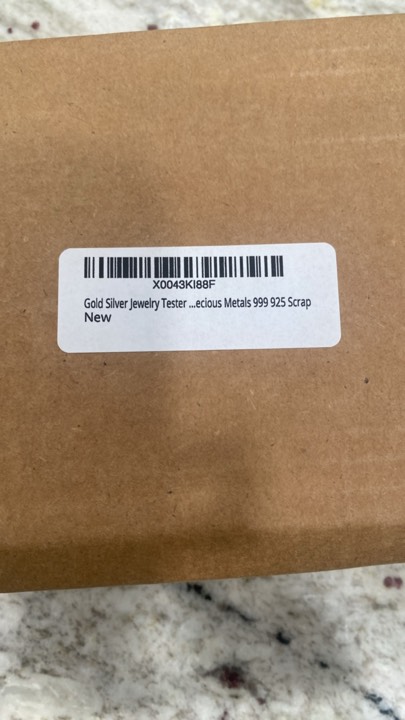 X0043KI88F
Gold Silver Jewelry Tester ...ecious Metals 999 925 Scrap
New